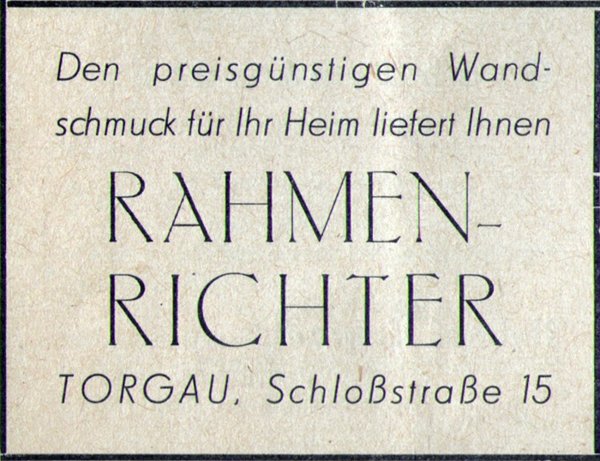 Den preisgünstigen Wand-
schmuck für Ihr Heim liefert Ihnen
RAHMEN-
RICHTER
TORGAU, Schloßstraße 15